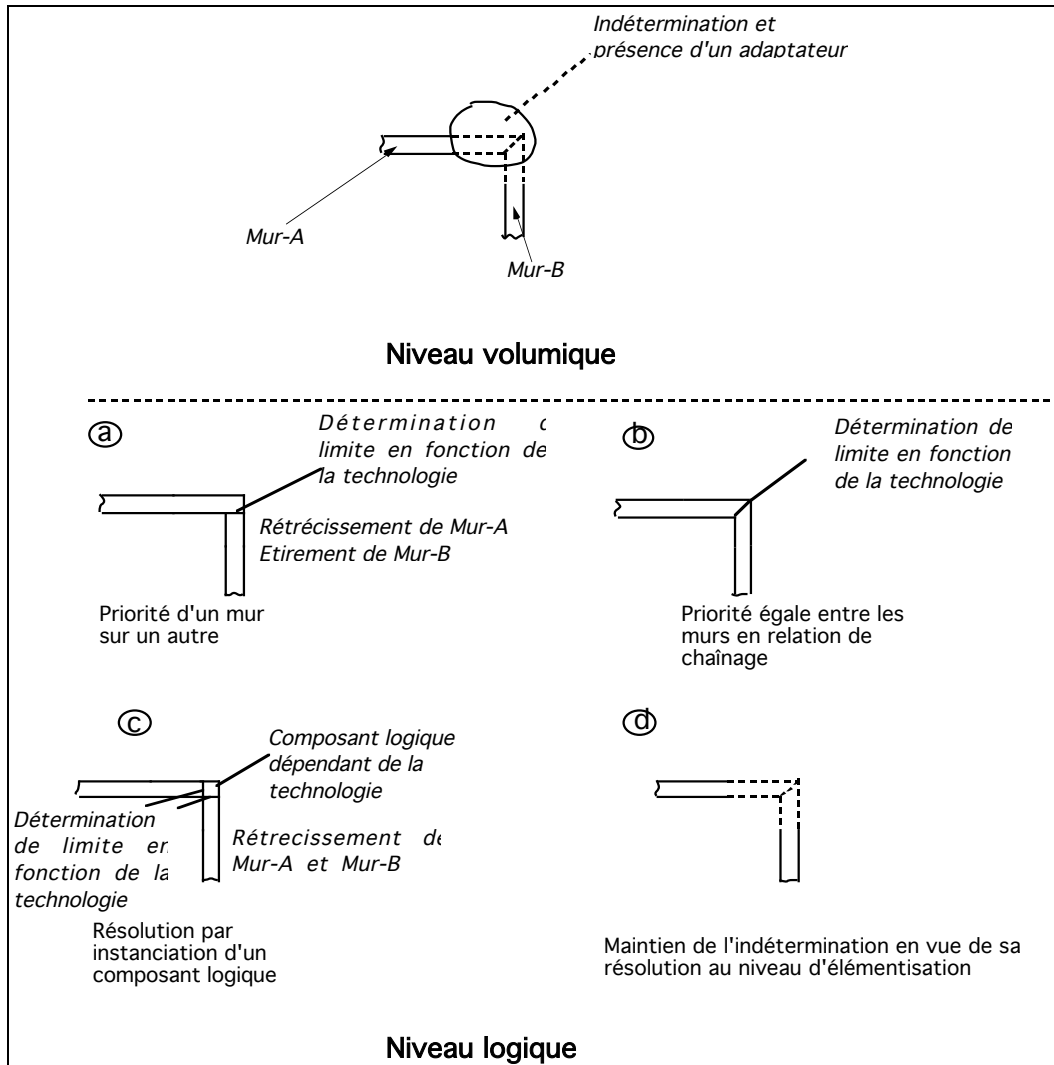 Indétermination et
présence d'un adaptateur
Mur-A
Mur-B
Niveau volumique
a
Détermination d
limite en fonction de
la technologie
Rétrécissement de Mur-A
Etirement de Mur-B
Priorité d'un mur
sur un autre
b
Détermination de
limite en fonction
de la technologie
Priorité égale entre les
murs en relation de
chaînage
c
Composant logique
dépendant de la
technologie
Détermination
de limite en
fonction de la
technologie
Rétrecissement de
Mur-A et Mur-B
Résolution par
instanciation d'un
composant logique
d
Maintien de l'indétermination en vue de sa
résolution au niveau d'élémentisation
Niveau logique